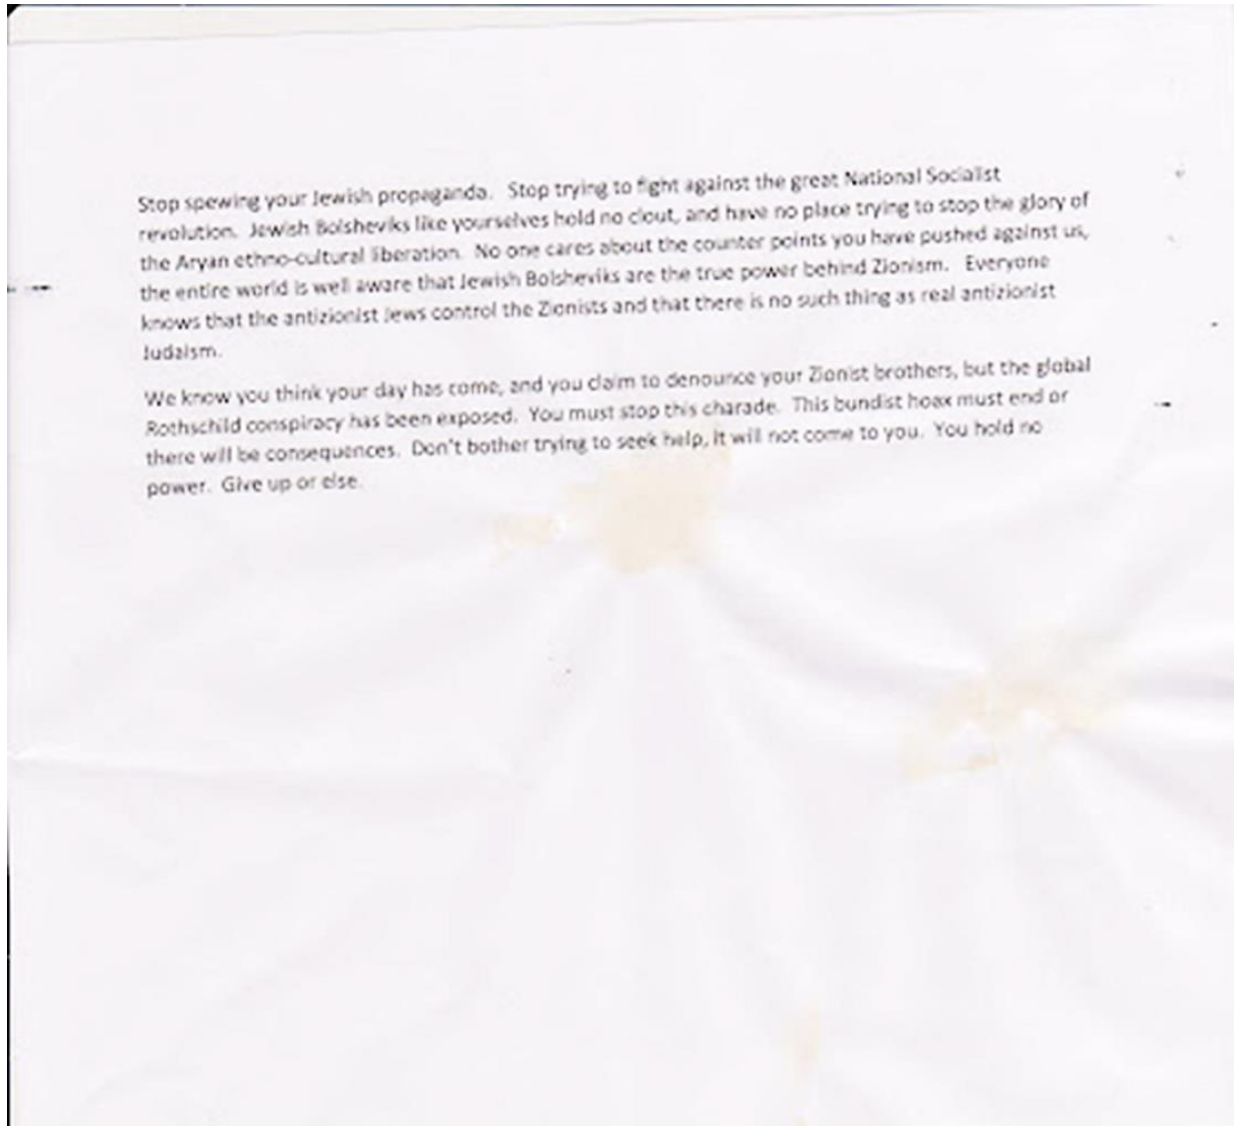 Stop spewing your Jewish propaganda. Stop trying to fight against the great National Socialist
revolution. Jewish Bolsheviks like yourselves hold no clout, and have no place trying to stop the glory of
the Aryan ethno-cultural liberation. No one cares about the counter points you have pushed against us,
the entire world is well aware that Jewish Bolsheviks are the true power behind Zionism. Everyone
knows that the antizionist Jews control the Zionists and that there is no such thing as real antizionist
Judaism.
We know you think your day has come, and you claim to denounce your Zionist brothers, but the global
Rothschild conspiracy has been exposed. You must stop this charade. This bundist hoax must end or
there will be consequences. Don't bother trying to seek help, it will not come to you. You hold no
power. Give up or else.